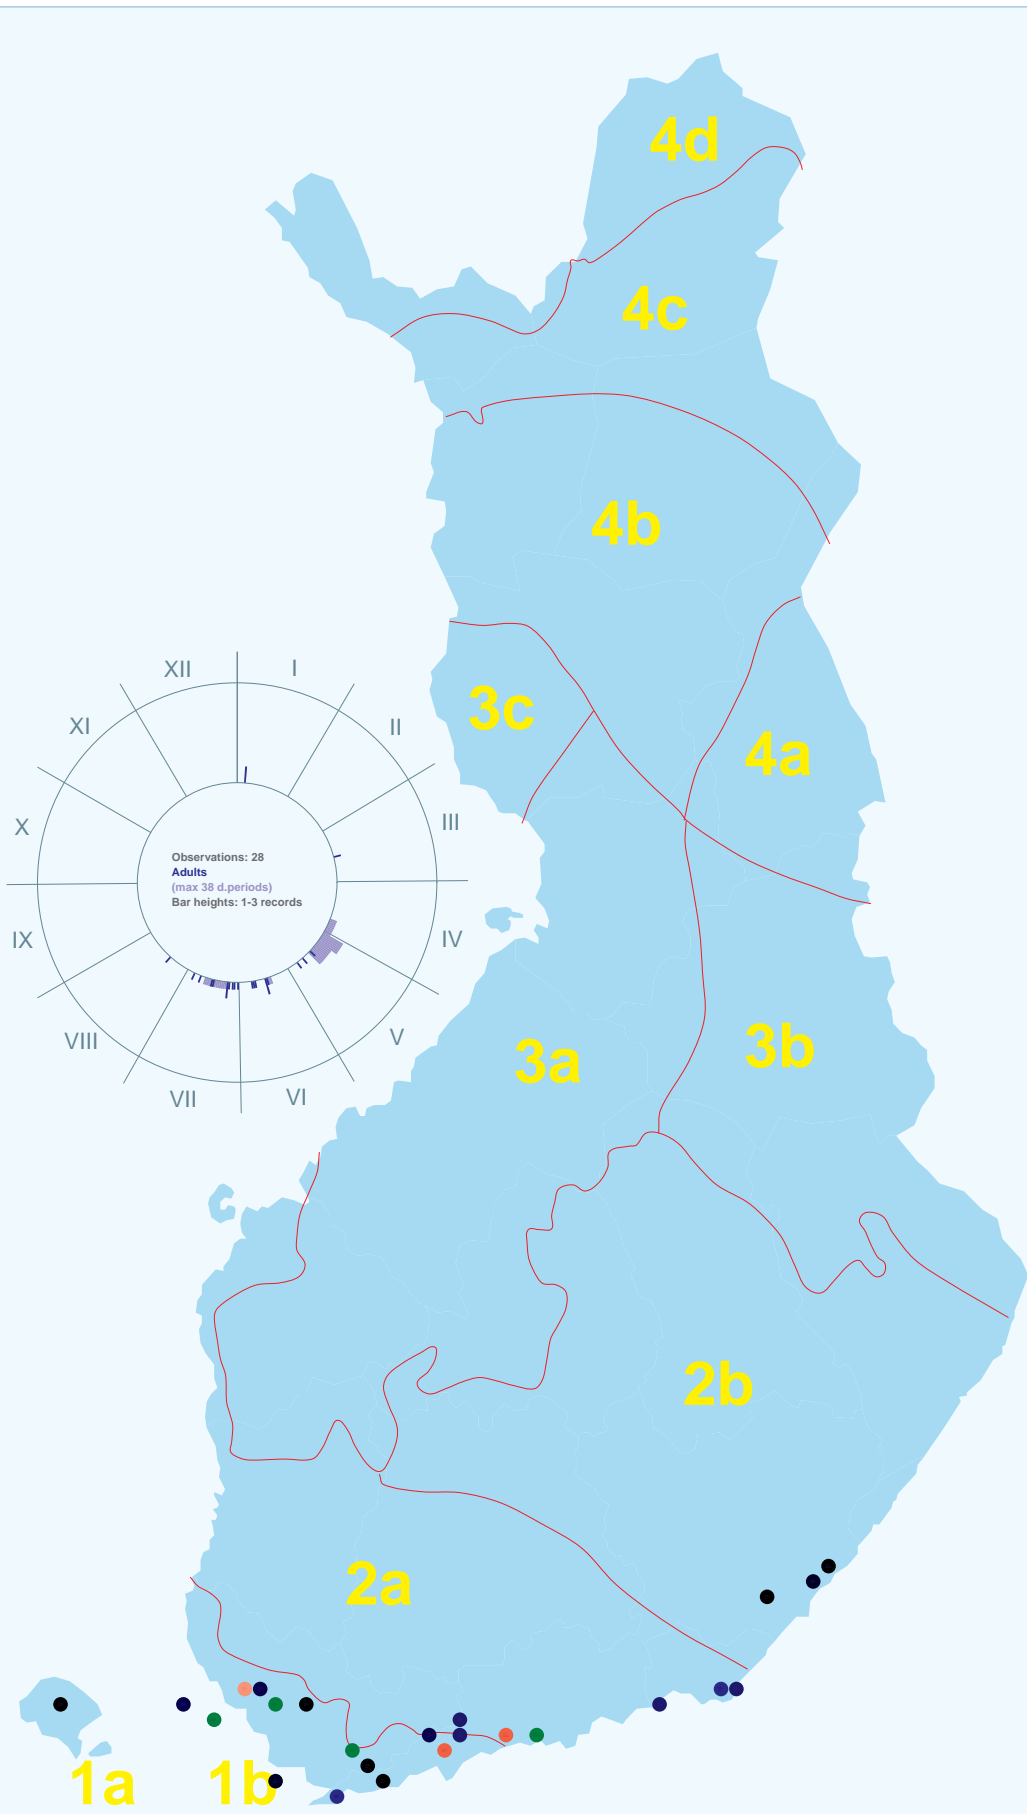 4d
4c
4b
3c
4a
XII
I
XI
II
X
III
Observations: 28
Adults
(max 38 d.periods)
Bar heights: 1-3 records
IX
IV
VIII
V
VII
VI
3a
3b
2b
2a
1a
1b